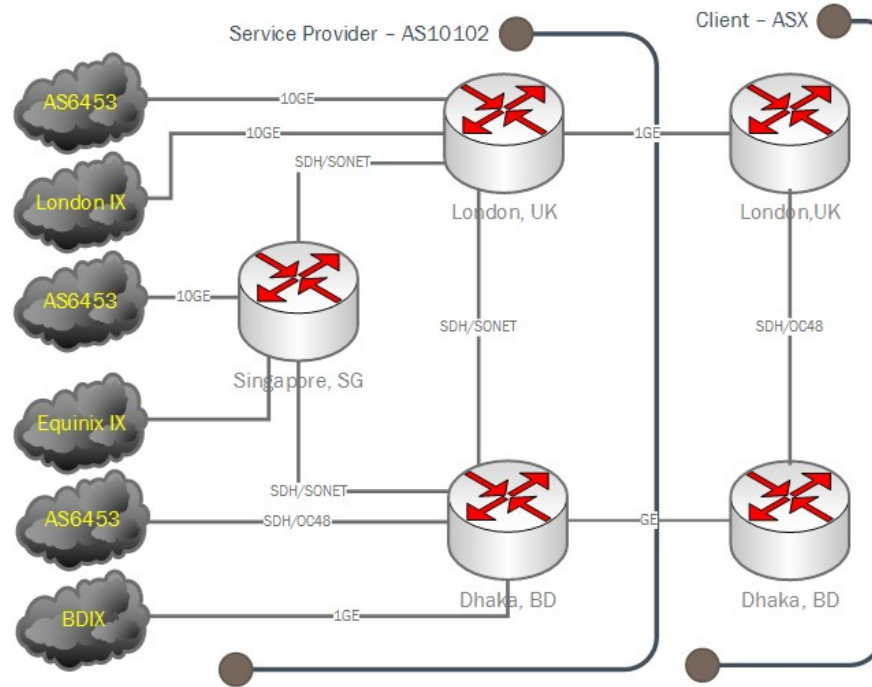 Service Provider – AS10102
Client – ASX
AS6453
10GE
London IX
10GE
1GE
SDH/SONET
London, UK
London,UK
AS6453
10GE
SDH/SONET
SDH/OC48
Singapore, SG
Equinix IX
SDH/SONET
AS6453
SDH/OC48
GE
Dhaka, BD
Dhaka, BD
BDIX
1GE